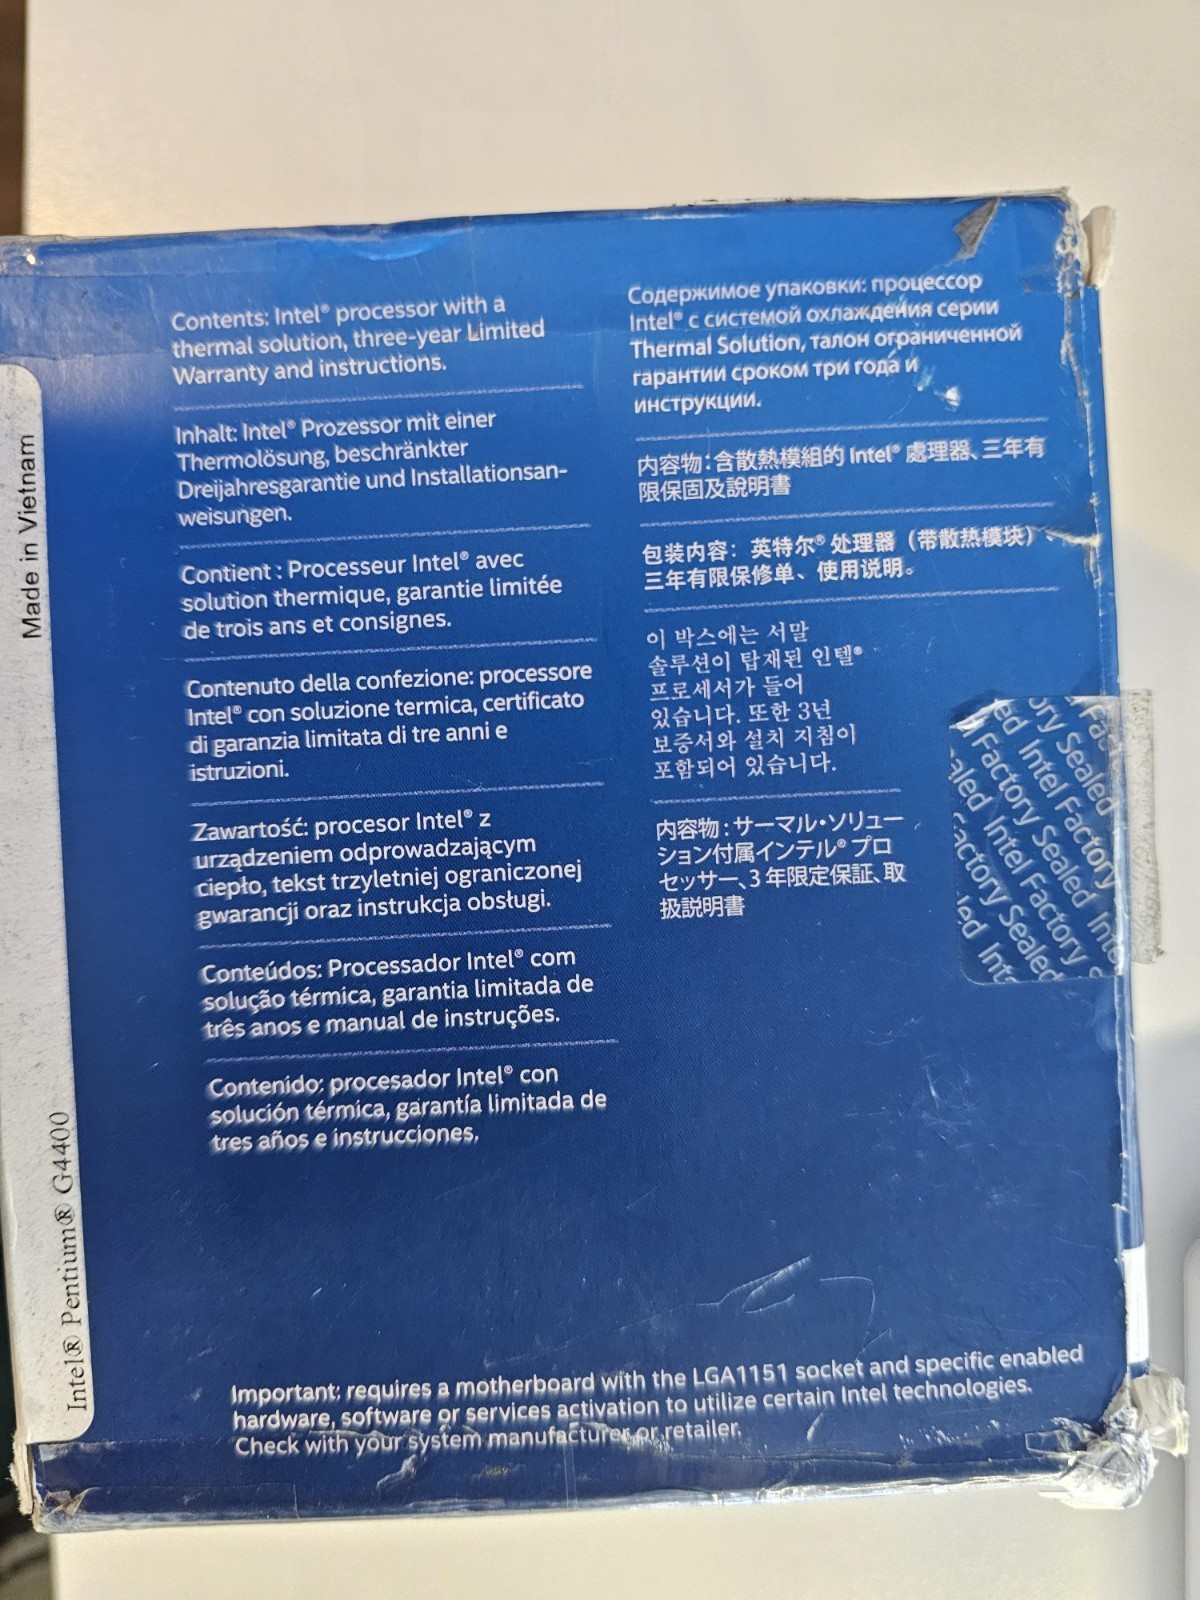 Made in Vietnam
Intel® Pentium® G4400
Contents: Intel® processor with a
thermal solution, three-year Limited
Warranty and instructions.
Inhalt: Intel® Prozessor mit einer
Thermolösung, beschränkter
Dreijahresgarantie und Installationsan-
weisungen.
Contient : Processeur Intel® avec
solution thermique, garantie limitée
de trois ans et consignes.
Contenuto della confezione: processore
Intel® con soluzione termica, certificato
di garanzia limitata di tre anni e
istruzioni.
Zawartość: procesor Intel® z
urządzeniem odprowadzającym
ciepło, tekst trzyletniej ograniczonej
gwarancji oraz instrukcja obsługi.
Conteúdos: Processador Intel® com
solução térmica, garantia limitada de
três anos e manual de instruções.
Contenido: procesador Intel® con
solución térmica, garantía limitada de
tres años e instrucciones.
Содержимое упаковки: процессор
Intel® с системой охлаждения серии
Thermal Solution, талон ограниченной
гарантии сроком три года и
инструкции.
内容物：含散熱模組的 Intel® 處理器、三年有
限保固及說明書
包装内容：英特尔® 处理器（带散热模块）、
三年有限保修单、使用说明。
이 박스에는 서말
솔루션이 탑재된 인텔®
프로세서가 들어
있습니다. 또한 3년
보증서와 설치 지침이
포함되어 있습니다.
内容物：サーマル・ソリュー
ション付属インテル® プロ
セッサー、3 年限定保証、取
扱説明書
ory Sealed
ed Intel Factory
Factory Sealed Inte
aled Intel Factory S
actory Sealed
led Inte
Important: requires a motherboard with the LGA1151 socket and specific enabled
hardware, software or services activation to utilize certain Intel technologies.
Check with your system manufacturer or retailer.